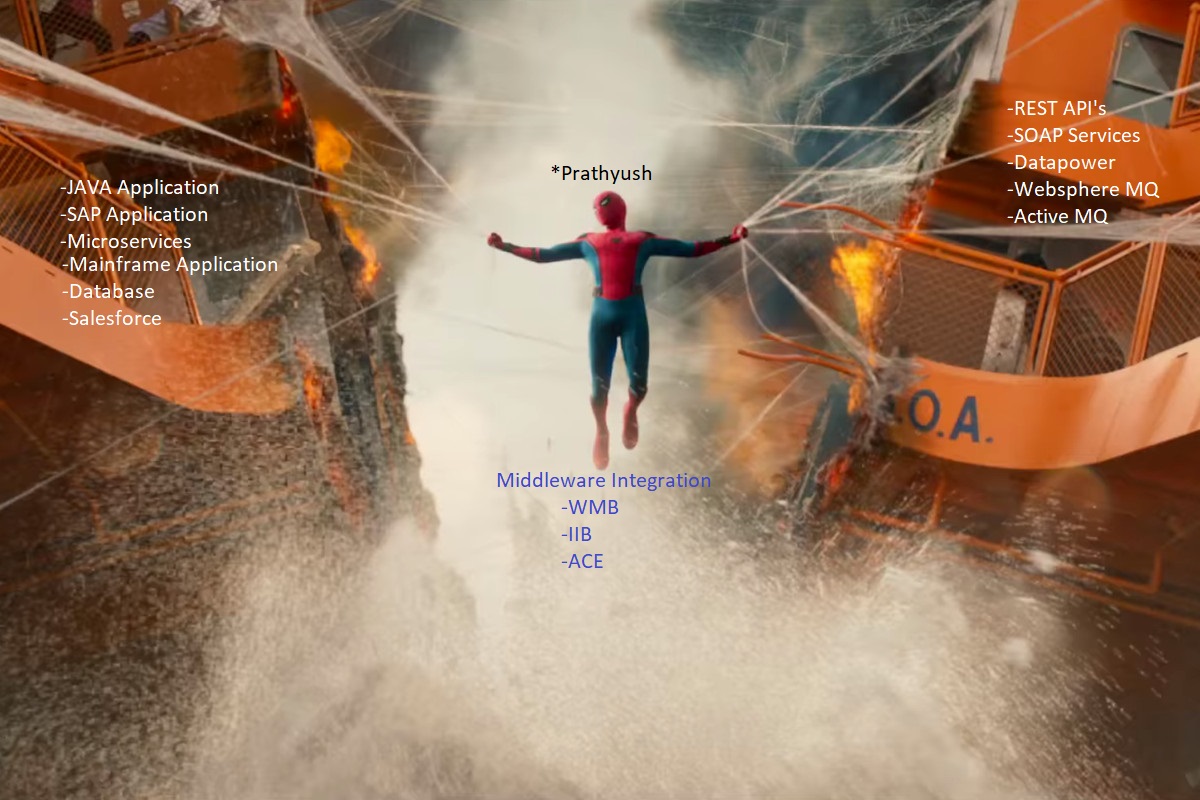 *Prathyush
-JAVA Application
-SAP Application
-Microservices
-Mainframe Application
-Database
-Salesforce
-REST API's
-SOAP Services
-Datapower
-Websphere MQ
-Active MQ
.O.A.
Middleware Integration
-WMB
-IIB
-ACE